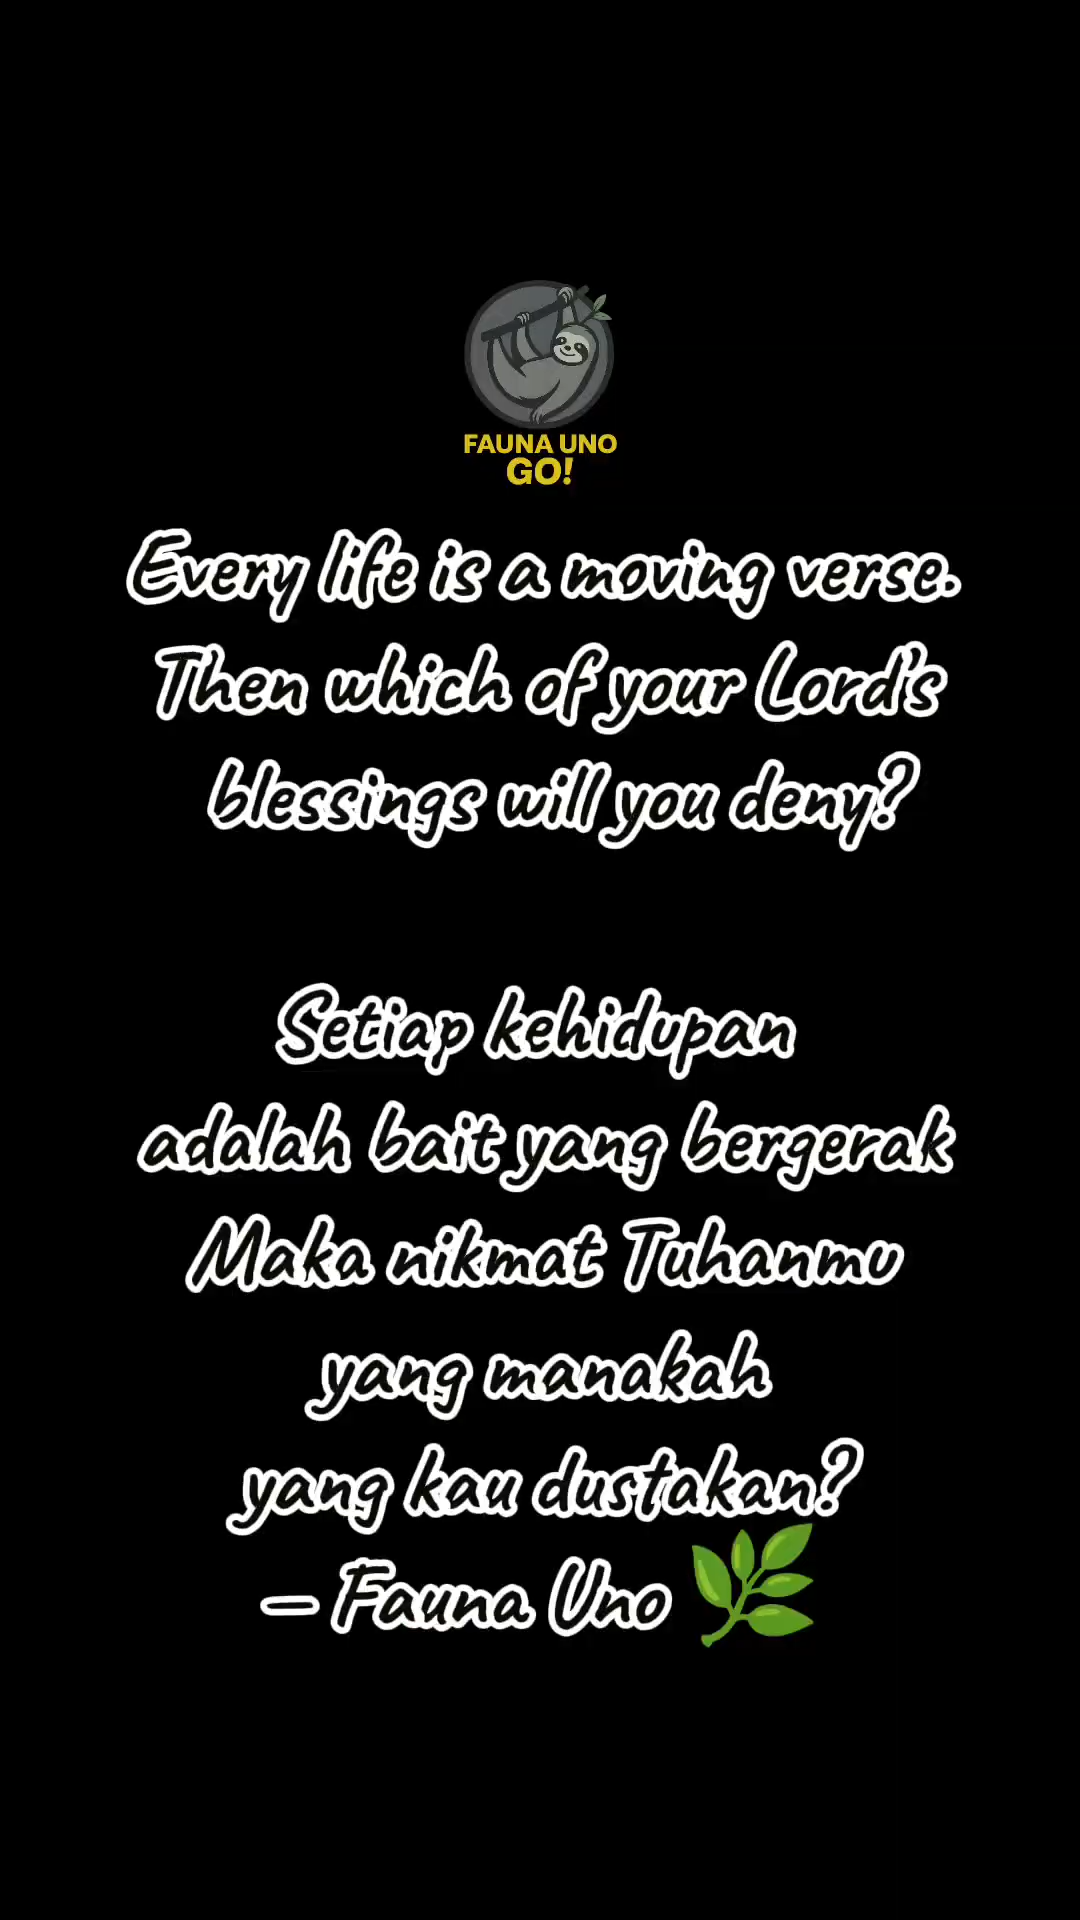 FAUNA UNO
GO!
Every life is a moving verse.
Then which of your Lord's
blessings will you deny?
Setiap kehidupan
adalah bait yang bergerak
Maka nikmat Tuhanmu
yang manakah
yang kau dustakan?
– Fauna Uno 🌿